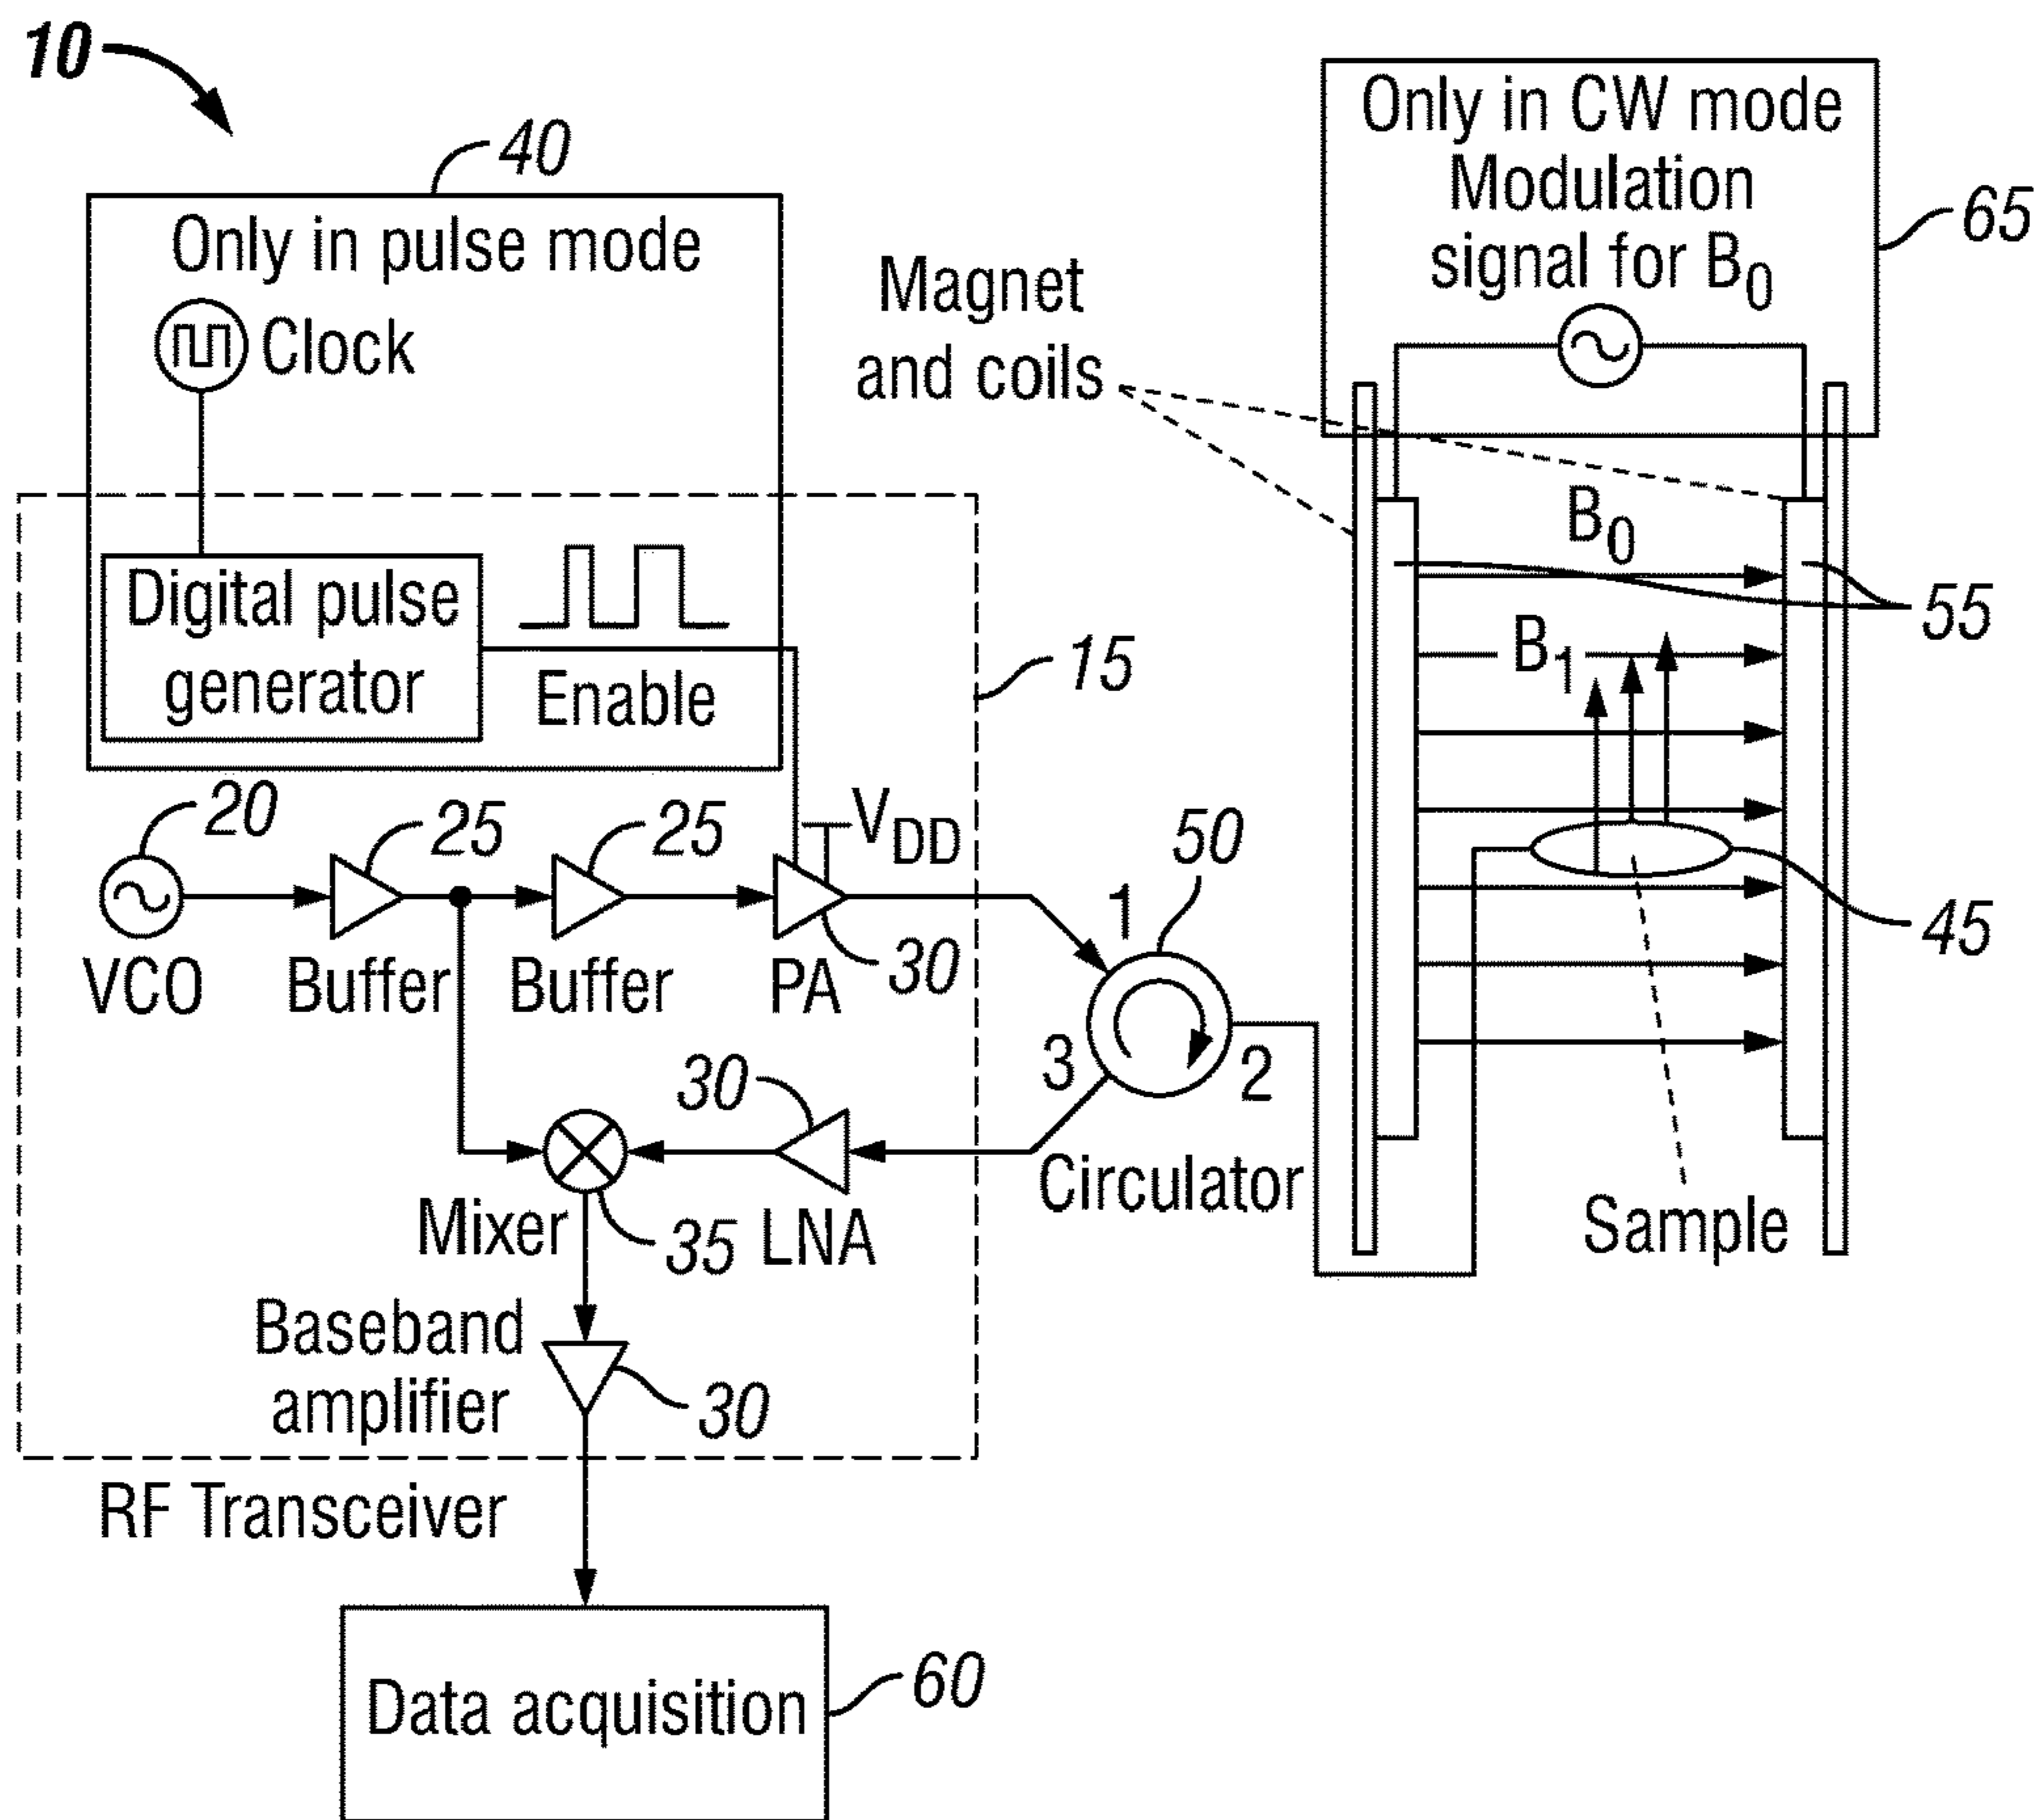 10
40
Only in pulse mode
Clock
Only in CW mode
Modulation
signal for B0
65
Magnet
and coils
Digital pulse
generator
Enable
15
B0
B1
55
20
25
25
VDD
50
45
VCO
Buffer
Buffer
PA
30
1
2
3
Circulator
30
Mixer
35
LNA
Sample
Baseband
amplifier
30
RF Transceiver
Data acquisition
60